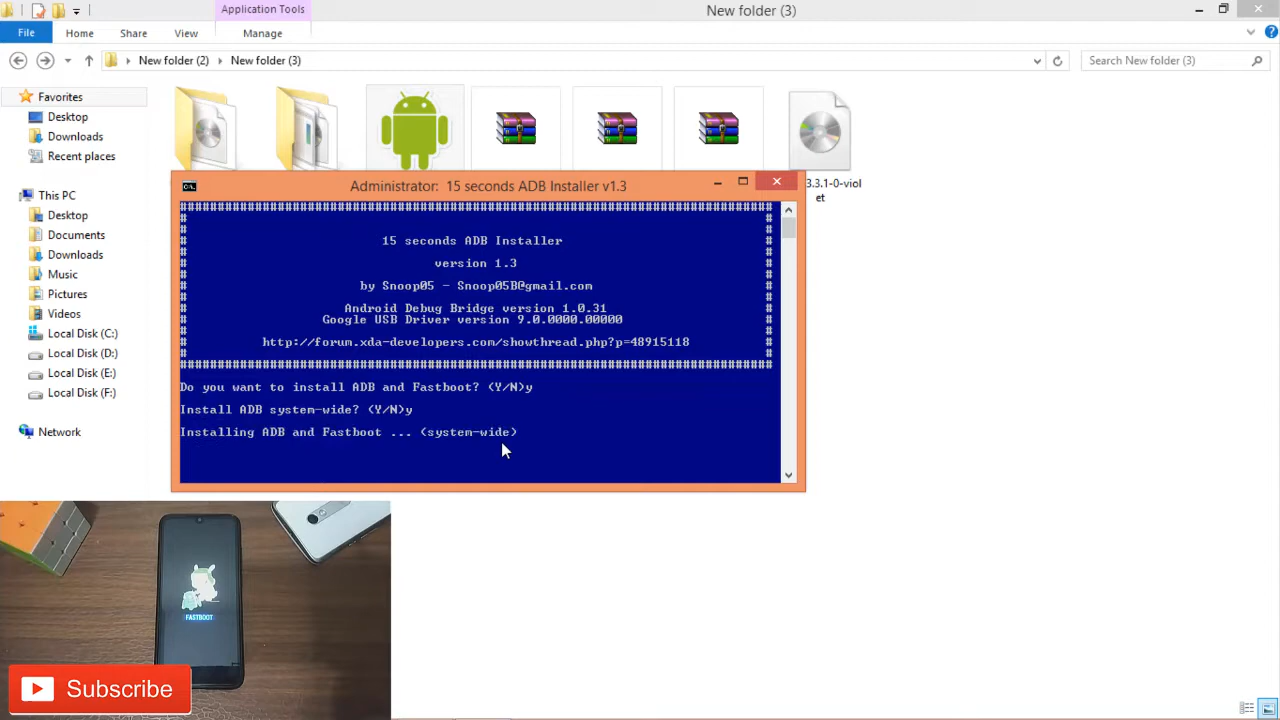 Application Tools
New folder (3)
File
Home
Share
View
Manage
New folder (2)
New folder (3)
Search New folder (3)
Favorites
Desktop
Downloads
Recent places
This PC
Desktop
Documents
Downloads
Music
Pictures
Videos
Local Disk (C:)
Local Disk (D:)
Local Disk (E:)
Local Disk (F:)
Network
3.3.1-0-viol
et
Administrator: 15 seconds ADB Installer v1.3
15 seconds ADB Installer
version 1.3
by Snoop05 - Snoop05B@gmail.com
Android Debug Bridge version 1.0.31
Google USB Driver version 9.0.0000.00000
http://forum.xda-developers.com/showthread.php?p=48915118
Do you want to install ADB and Fastboot? (Y/N)y
Install ADB system-wide? (Y/N)y
Installing ADB and Fastboot ... (system-wide)
FASTBOOT
Subscribe